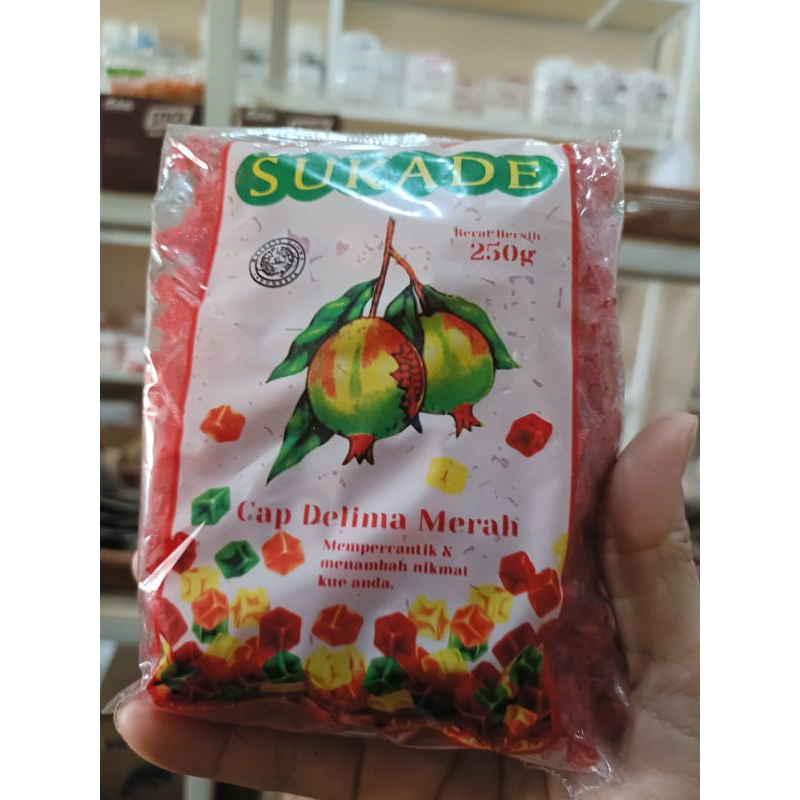 SUKADE
Berat Bersih
250g
Cap Delima Merah
Mempercantik &
menambah nikmat
kue anda.